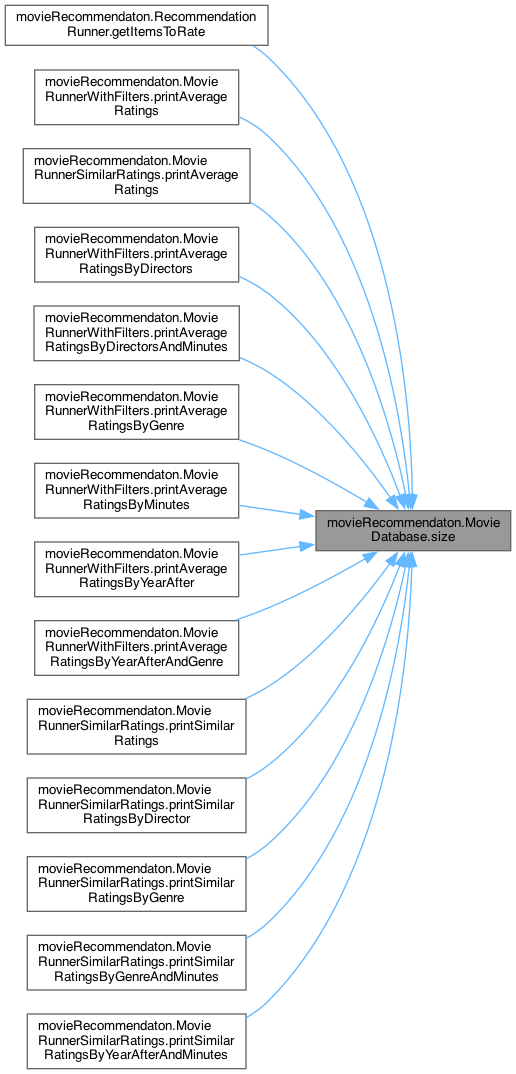 movieRecommendaton.Recommendation
Runner.getItemsToRate
movieRecommendaton.Movie
RunnerWithFilters.printAverage
Ratings
movieRecommendaton.Movie
RunnerSimilarRatings.printAverage
Ratings
movieRecommendaton.Movie
RunnerWithFilters.printAverage
RatingsByDirectors
movieRecommendaton.Movie
RunnerWithFilters.printAverage
RatingsByDirectorsAndMinutes
movieRecommendaton.Movie
RunnerWithFilters.printAverage
RatingsByGenre
movieRecommendaton.Movie
RunnerWithFilters.printAverage
RatingsByMinutes
movieRecommendaton.Movie
Database.size
movieRecommendaton.Movie
RunnerWithFilters.printAverage
RatingsByYearAfter
movieRecommendaton.Movie
RunnerWithFilters.printAverage
RatingsByYearAfterAndGenre
movieRecommendaton.Movie
RunnerSimilarRatings.printSimilar
Ratings
movieRecommendaton.Movie
RunnerSimilarRatings.printSimilar
RatingsByDirector
movieRecommendaton.Movie
RunnerSimilarRatings.printSimilar
RatingsByGenre
movieRecommendaton.Movie
RunnerSimilarRatings.printSimilar
RatingsByGenreAndMinutes
movieRecommendaton.Movie
RunnerSimilarRatings.printSimilar
RatingsByYearAfterAndMinutes